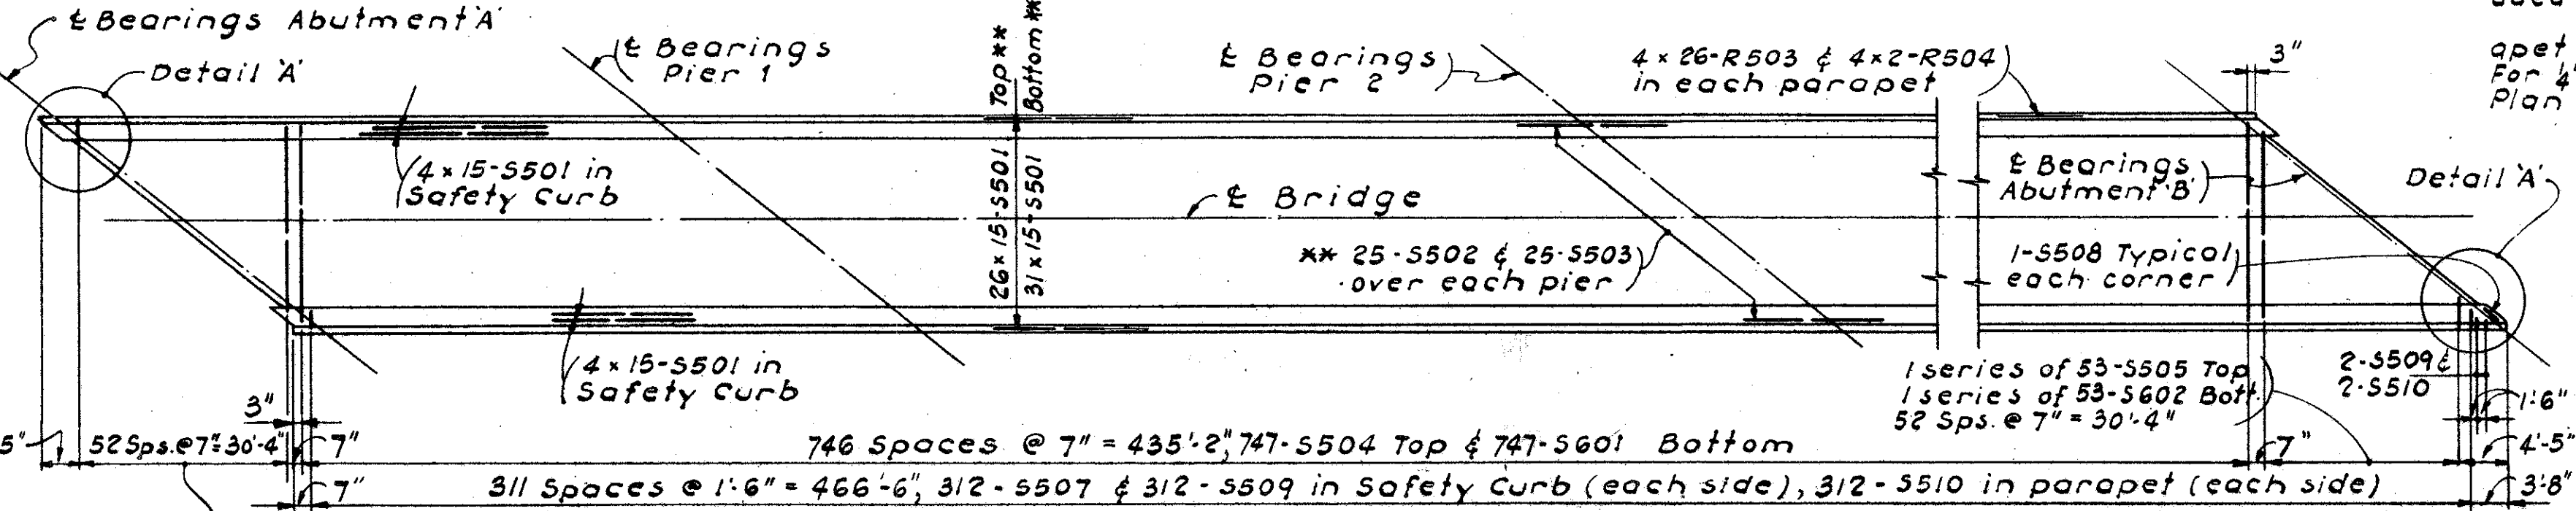 ℄ Bearings Abutment 'A'
Detail 'A'
℄ Bearings
Pier 1
26 x 15-S501 Top **
31 x 15-S501 Bottom **
℄ Bearings
Pier 2
4 x 26-R503 & 4x2-R504
in each parapet
3"
apet
For 4'
Plan
4 x 15-S501 in
Safety Curb
℄ Bridge
** 25-S502 & 25-S503
over each pier
℄ Bearings
Abutment 'B'
Detail 'A'
1-S508 Typical
each corner
4 x 15-S501 in
Safety Curb
1 series of 53-S505 Top
1 series of 53-S602 Bott.
52 Sps. @ 7" = 30'-4"
2-S509 &
2-S510
1'-6"
3"
5"
52 Sps. @ 7" = 30'-4"
7"
746 Spaces @ 7" = 435'-2", 747-S504 Top & 747-S601 Bottom
7"
4'-5"
7"
311 Spaces @ 1'-6" = 466'-6", 312-S507 & 312-S509 in Safety Curb (each side), 312-S510 in parapet (each side)
3'-8"